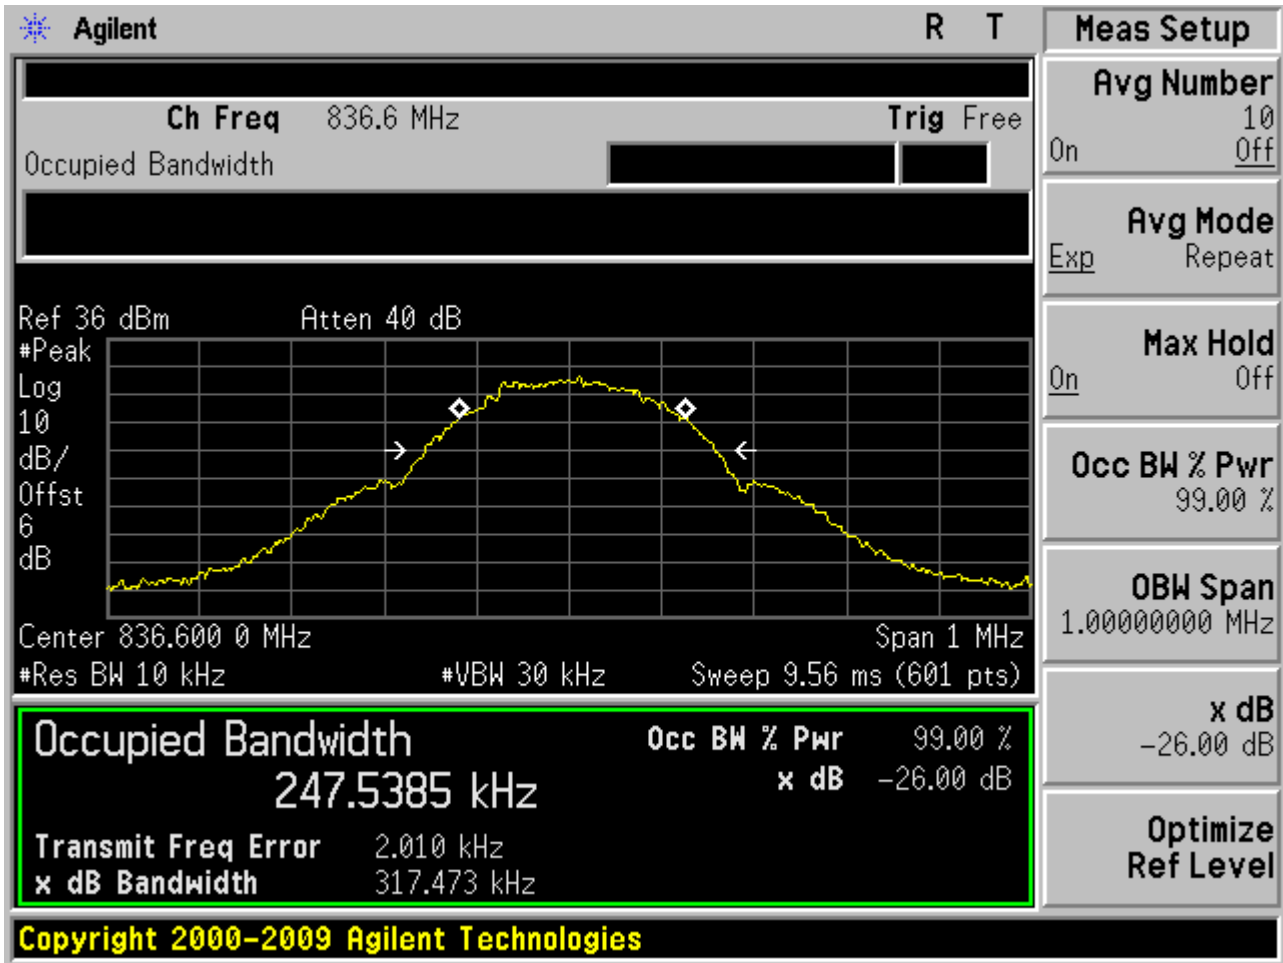 Agilent R T
Ch Freq 836.6 MHz Trig Free
Occupied Bandwidth
Ref 36 dBm Atten 40 dB
#Peak
Log
10
dB/
Offst
6
dB
Center 836.600 0 MHz Span 1 MHz
#Res BW 10 kHz #VBW 30 kHz Sweep 9.56 ms (601 pts)
Occupied Bandwidth
247.5385 kHz
Occ BW % Pwr 99.00 %
x dB -26.00 dB
Transmit Freq Error 2.010 kHz
x dB Bandwidth 317.473 kHz
Copyright 2000-2009 Agilent Technologies
Meas Setup
Avg Number
10
On Off
Avg Mode
Exp Repeat
Max Hold
On Off
Occ BW % Pwr
99.00 %
OBW Span
1.00000000 MHz
x dB
-26.00 dB
Optimize
Ref Level